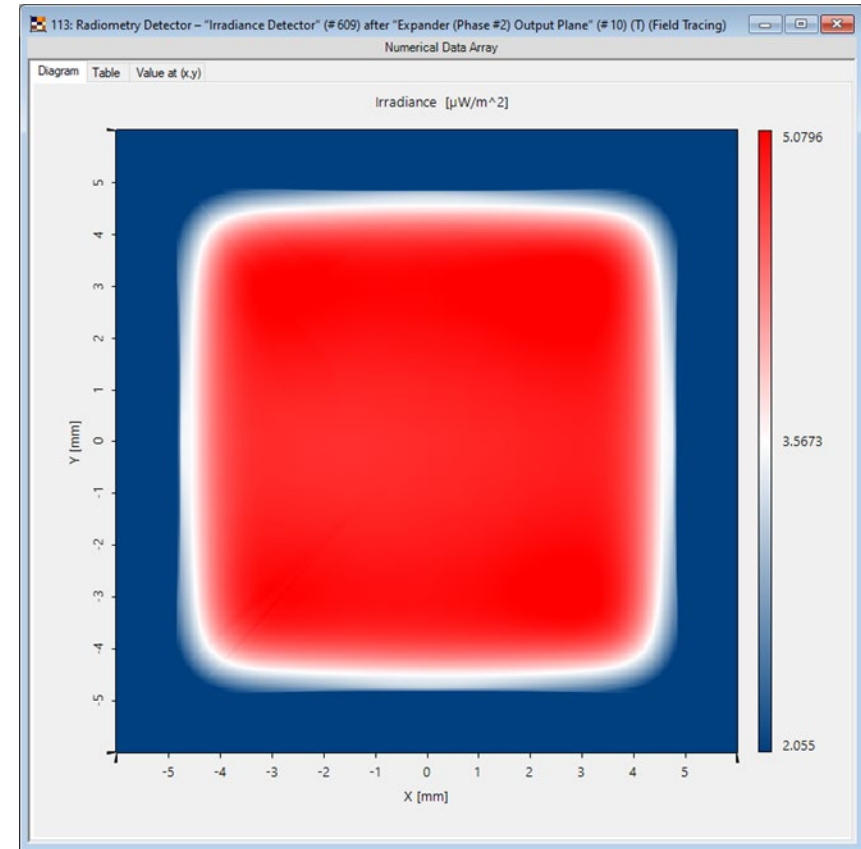 113: Radiometry Detector – "Irradiance Detector" (# 609) after "Expander (Phase #2) Output Plane" (# 10) (T) (Field Tracing)
Numerical Data Array
Diagram Table Value at (x,y)
Irradiance [µW/m^2]
5.0796
3.5673
2.055
Y [mm]
5
4
3
2
1
0
-1
-2
-3
-4
-5
-5 -4 -3 -2 -1 0 1 2 3 4 5
X [mm]